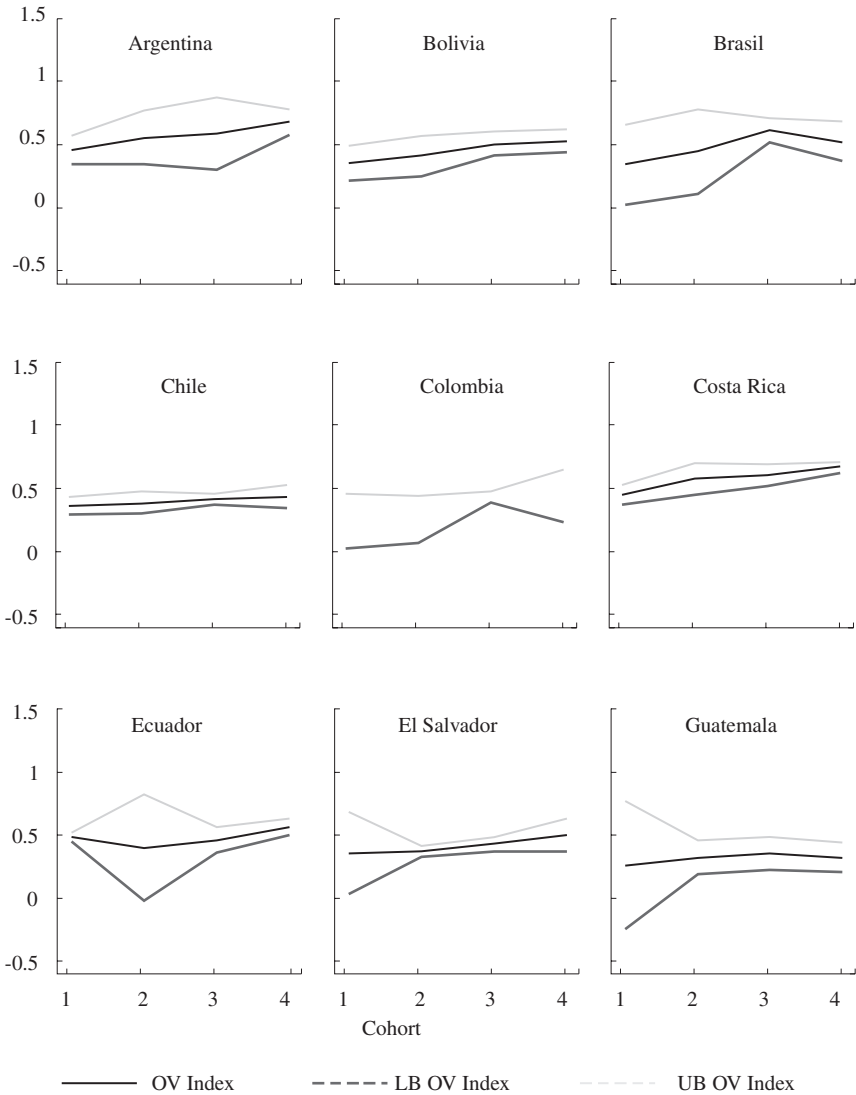 1.5
Argentina Bolivia Brasil
1
0.5
0
-0.5
1.5
Chile Colombia Costa Rica
1
0.5
0
-0.5
1.5
Ecuador El Salvador Guatemala
1
0.5
0
-0.5
1 2 3 4 1 2 3 4 1 2 3 4
Cohort
OV Index LB OV Index UB OV Index